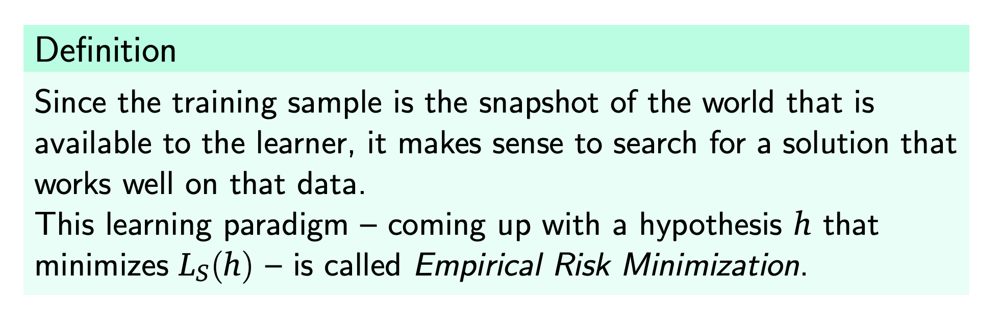 Definition
Since the training sample is the snapshot of the world that is
available to the learner, it makes sense to search for a solution that
works well on that data.
This learning paradigm – coming up with a hypothesis h that
minimizes L_S(h) – is called Empirical Risk Minimization.